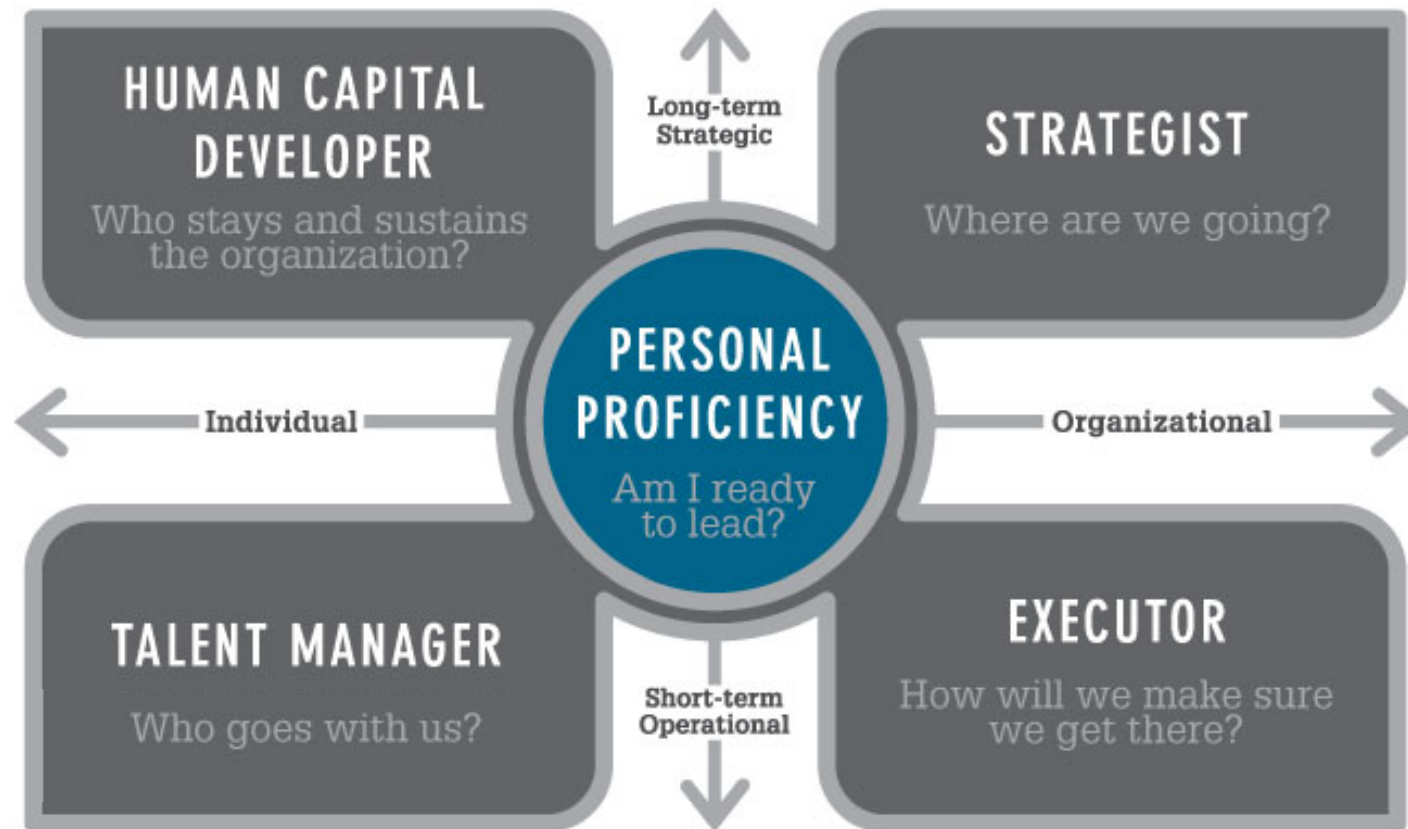 HUMAN CAPITAL
DEVELOPER
Who stays and sustains
the organization?
Long-term
Strategic
STRATEGIST
Where are we going?
Individual
PERSONAL
PROFICIENCY
Am I ready
to lead?
Organizational
TALENT MANAGER
Who goes with us?
Short-term
Operational
EXECUTOR
How will we make sure
we get there?